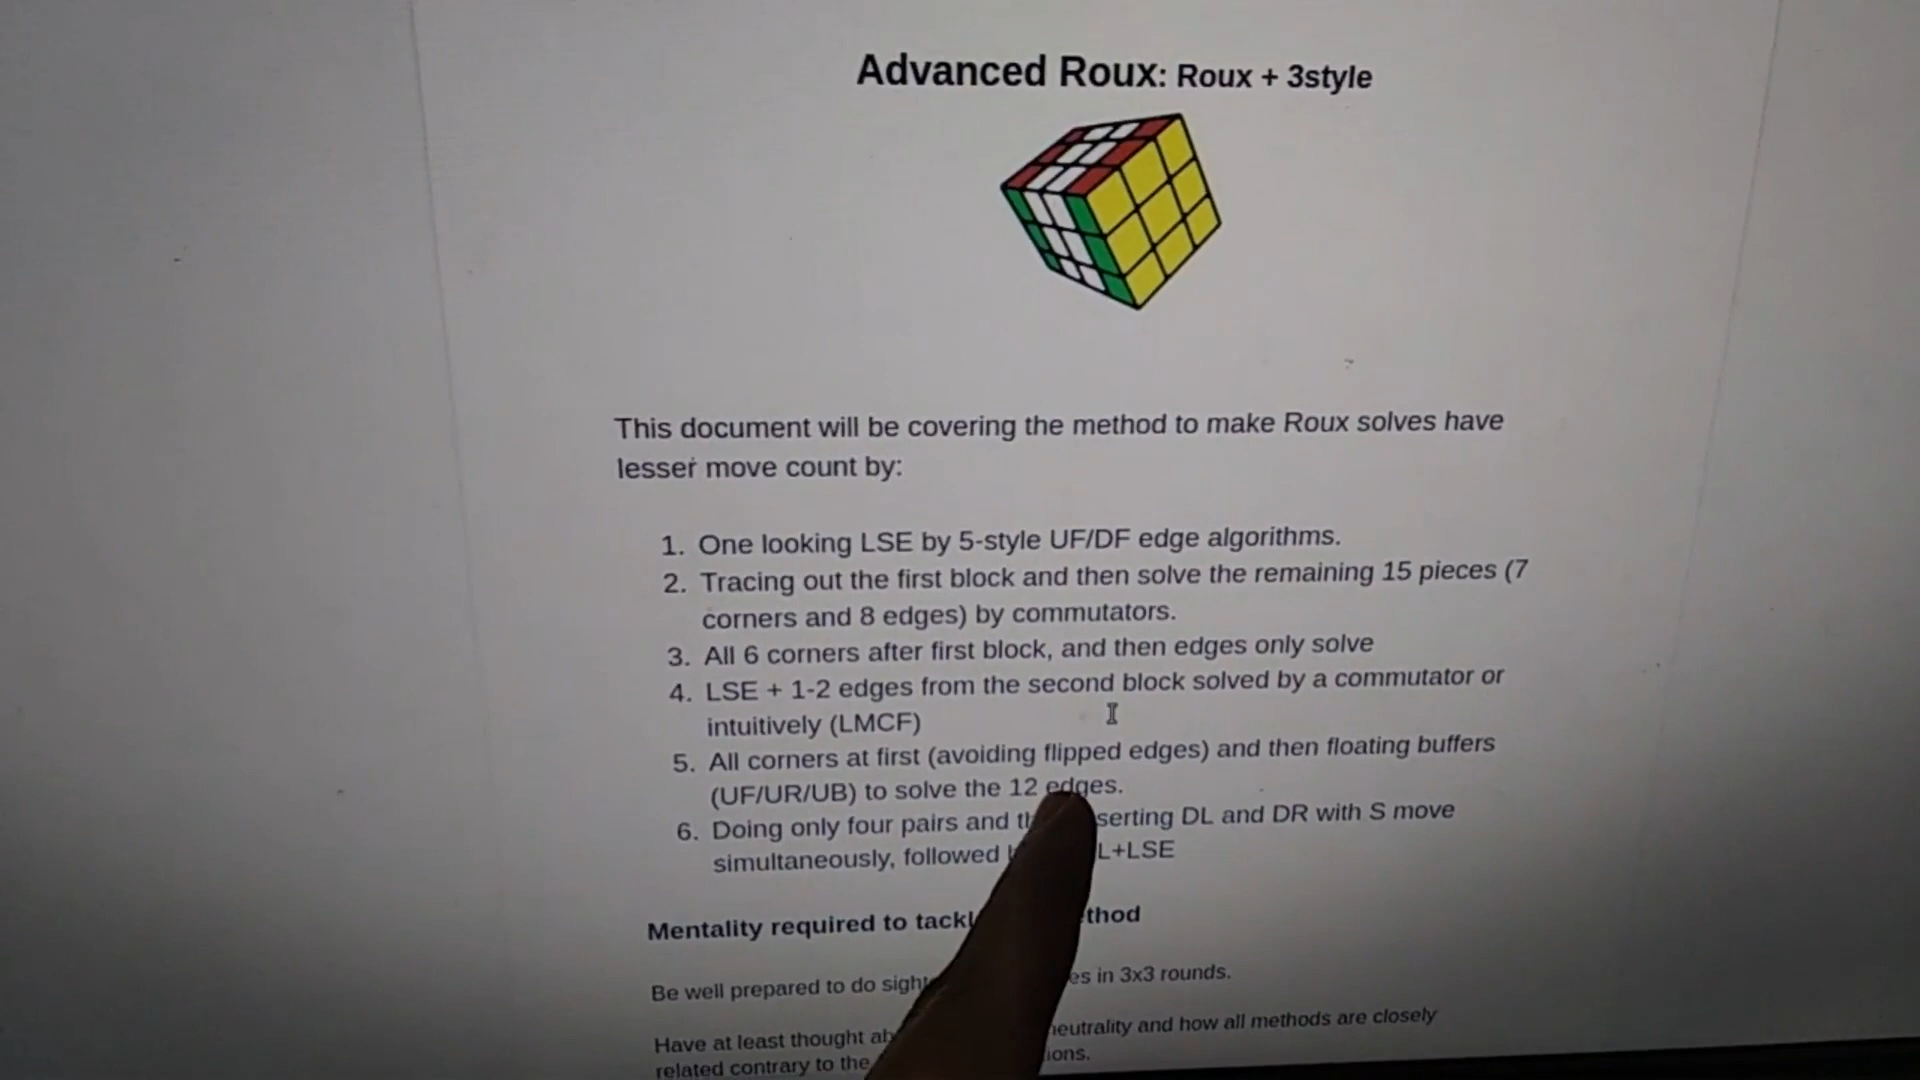 Advanced Roux: Roux + 3style
This document will be covering the method to make Roux solves have
lesser move count by:
1. One looking LSE by 5-style UF/DF edge algorithms.
2. Tracing out the first block and then solve the remaining 15 pieces (7
corners and 8 edges) by commutators.
3. All 6 corners after first block, and then edges only solve
4. LSE + 1-2 edges from the second block solved by a commutator or
intuitively (LMCF)
5. All corners at first (avoiding flipped edges) and then floating buffers
(UF/UR/UB) to solve the 12 edges.
6. Doing only four pairs and serting DL and DR with S move
simultaneously, followed L+LSE
Mentality required to thod
Be well prepared to do es in 3x3 rounds.
Have at least thought neutrality and how all methods are closely
related contrary to the ions.